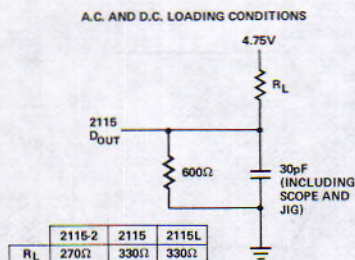 A.C. AND D.C. LOADING CONDITIONS
4.75V
RL
2115
DOUT
600Ω
30pF
(INCLUDING
SCOPE AND
JIG)
2115-2 2115 2115L
RL 270Ω 330Ω 330Ω